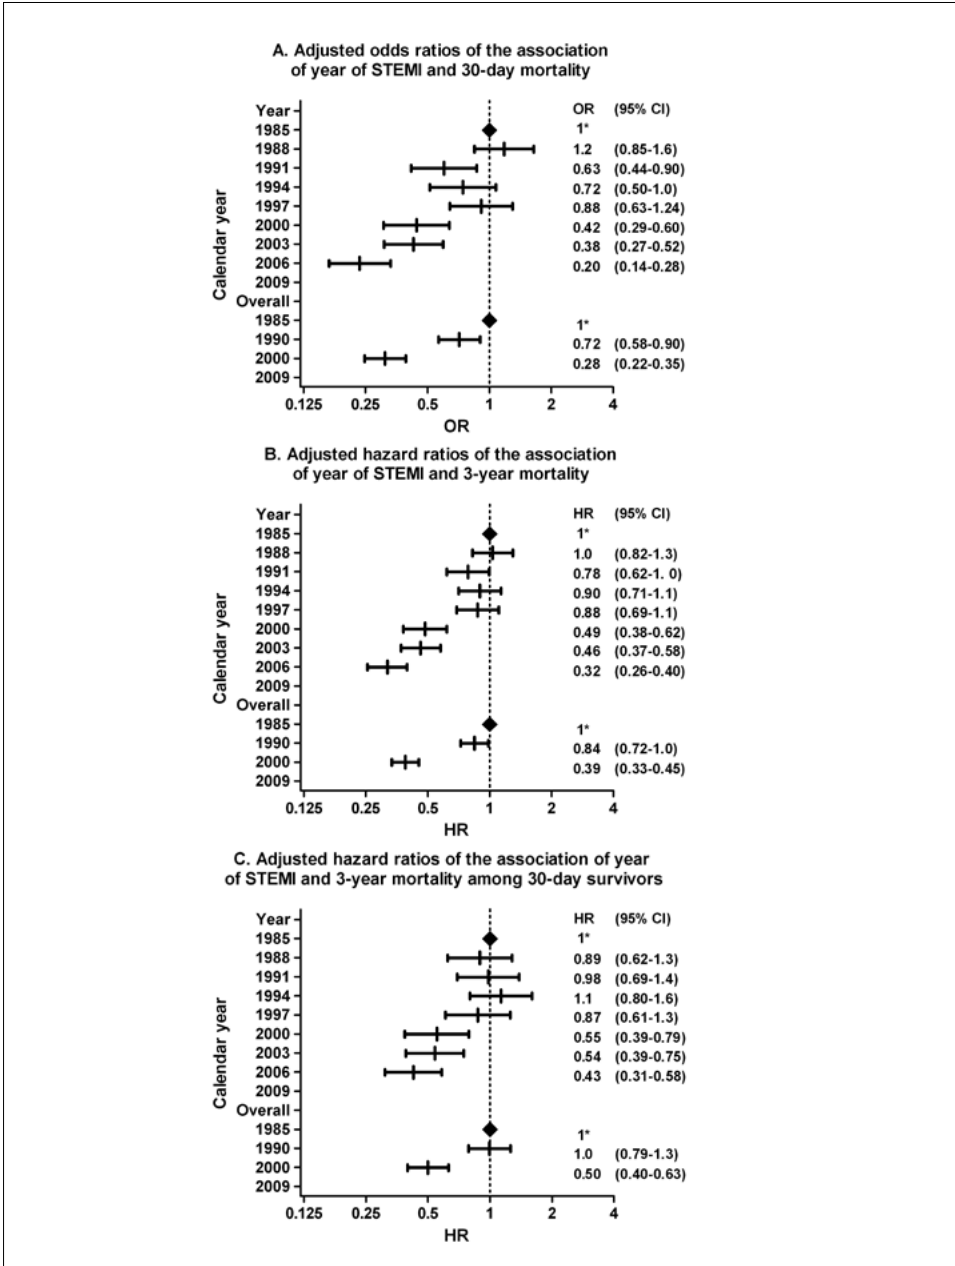 A. Adjusted odds ratios of the association
of year of STEMI and 30-day mortality
Calendar year
Year OR (95% CI)
1985 1*
1988 1.2 (0.85-1.6)
1991 0.63 (0.44-0.90)
1994 0.72 (0.50-1.0)
1997 0.88 (0.63-1.24)
2000 0.42 (0.29-0.60)
2003 0.38 (0.27-0.52)
2006 0.20 (0.14-0.28)
2009
Overall
1985 1*
1990 0.72 (0.58-0.90)
2000 0.28 (0.22-0.35)
2009
0.125 0.25 0.5 1 2 4
OR
B. Adjusted hazard ratios of the association
of year of STEMI and 3-year mortality
Calendar year
Year HR (95% CI)
1985 1*
1988 1.0 (0.82-1.3)
1991 0.78 (0.62-1. 0)
1994 0.90 (0.71-1.1)
1997 0.88 (0.69-1.1)
2000 0.49 (0.38-0.62)
2003 0.46 (0.37-0.58)
2006 0.32 (0.26-0.40)
2009
Overall
1985 1*
1990 0.84 (0.72-1.0)
2000 0.39 (0.33-0.45)
2009
0.125 0.25 0.5 1 2 4
HR
C. Adjusted hazard ratios of the association of year
of STEMI and 3-year mortality among 30-day survivors
Calendar year
Year HR (95% CI)
1985 1*
1988 0.89 (0.62-1.3)
1991 0.98 (0.69-1.4)
1994 1.1 (0.80-1.6)
1997 0.87 (0.61-1.3)
2000 0.55 (0.39-0.79)
2003 0.54 (0.39-0.75)
2006 0.43 (0.31-0.58)
2009
Overall
1985 1*
1990 1.0 (0.79-1.3)
2000 0.50 (0.40-0.63)
2009
0.125 0.25 0.5 1 2 4
HR